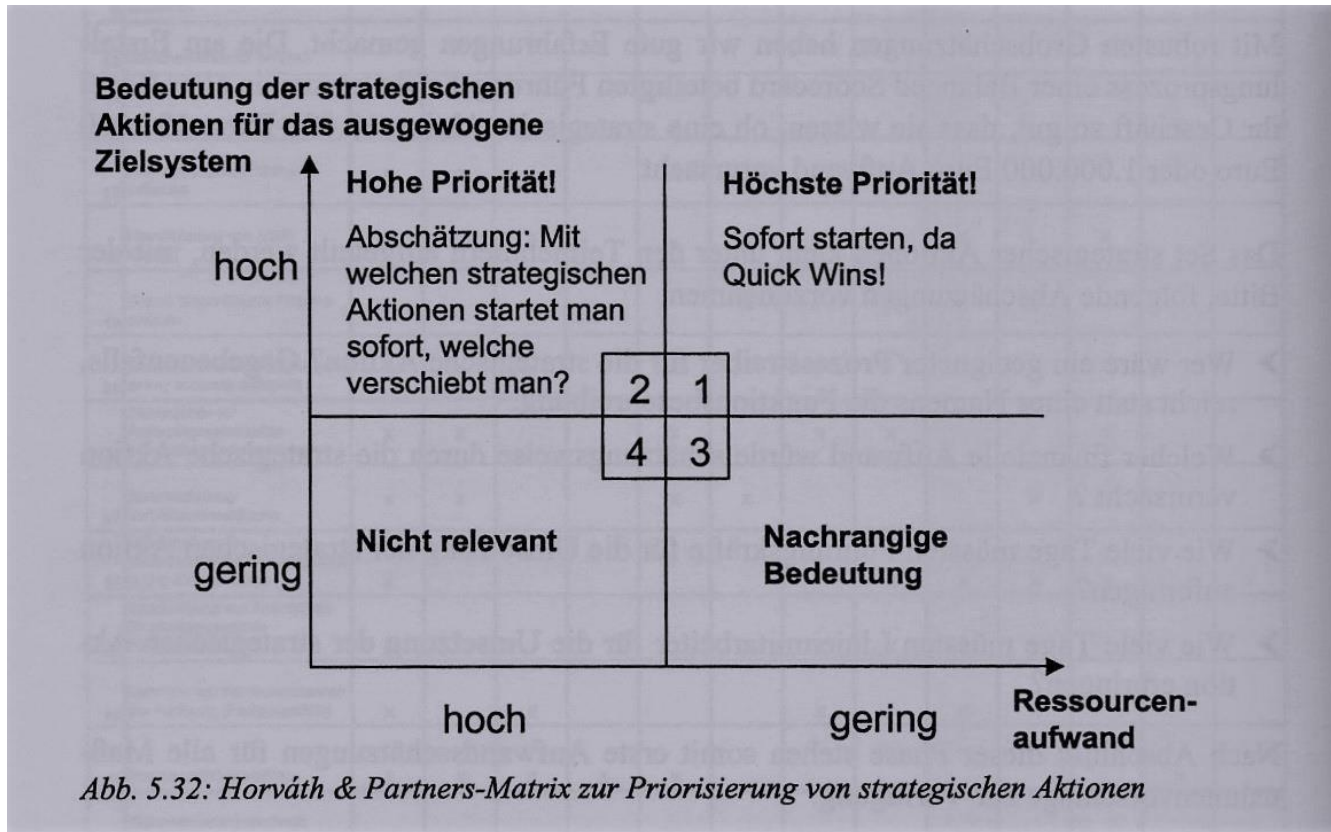 Bedeutung der strategischen
Aktionen für das ausgewogene
Zielsystem
hoch
Hohe Priorität!
Abschätzung: Mit
welchen strategischen
Aktionen startet man
sofort, welche
verschiebt man?
Höchste Priorität!
Sofort starten, da
Quick Wins!
2 1
4 3
gering
Nicht relevant
Nachrangige
Bedeutung
hoch
gering
Ressourcen-
aufwand
Abb. 5.32: Horváth & Partners-Matrix zur Priorisierung von strategischen Aktionen